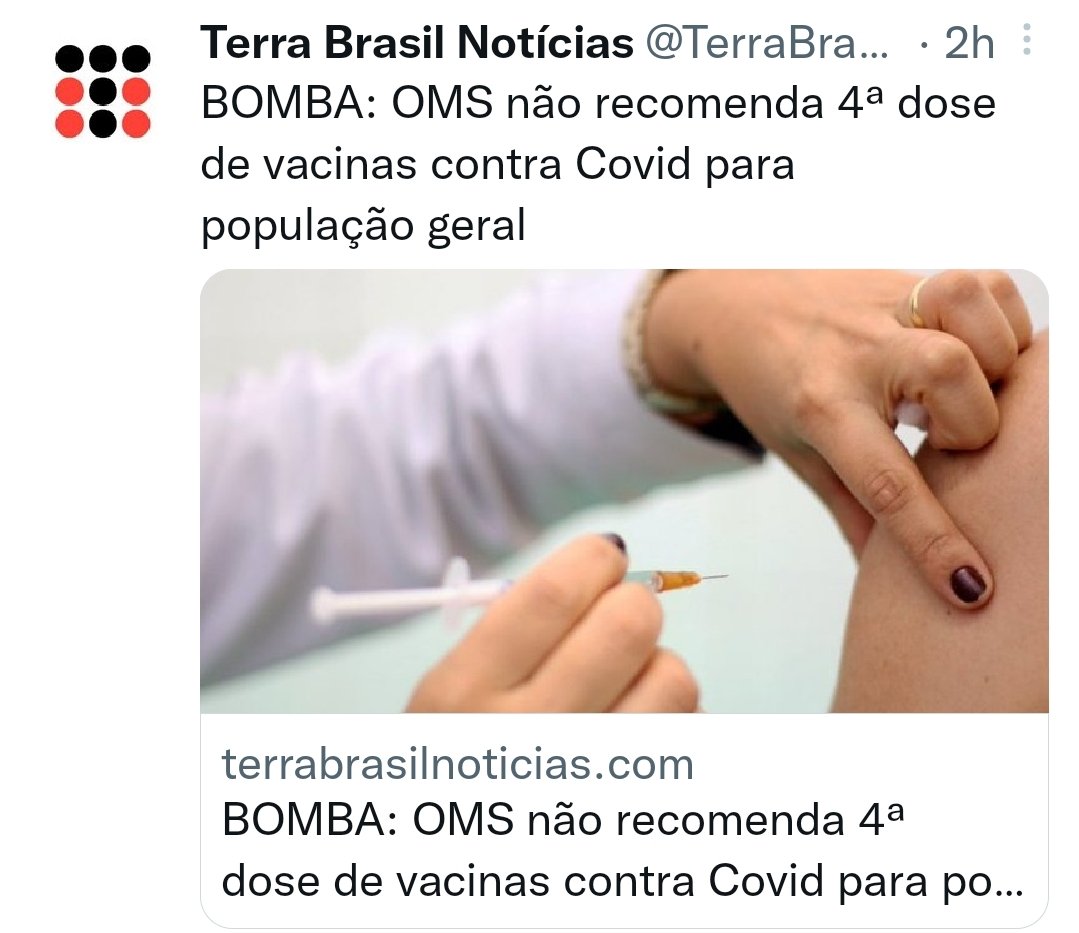 Terra Brasil Notícias @TerraBra... · 2h
BOMBA: OMS não recomenda 4ª dose
de vacinas contra Covid para
população geral
terrabrasilnoticias.com
BOMBA: OMS não recomenda 4ª
dose de vacinas contra Covid para po...